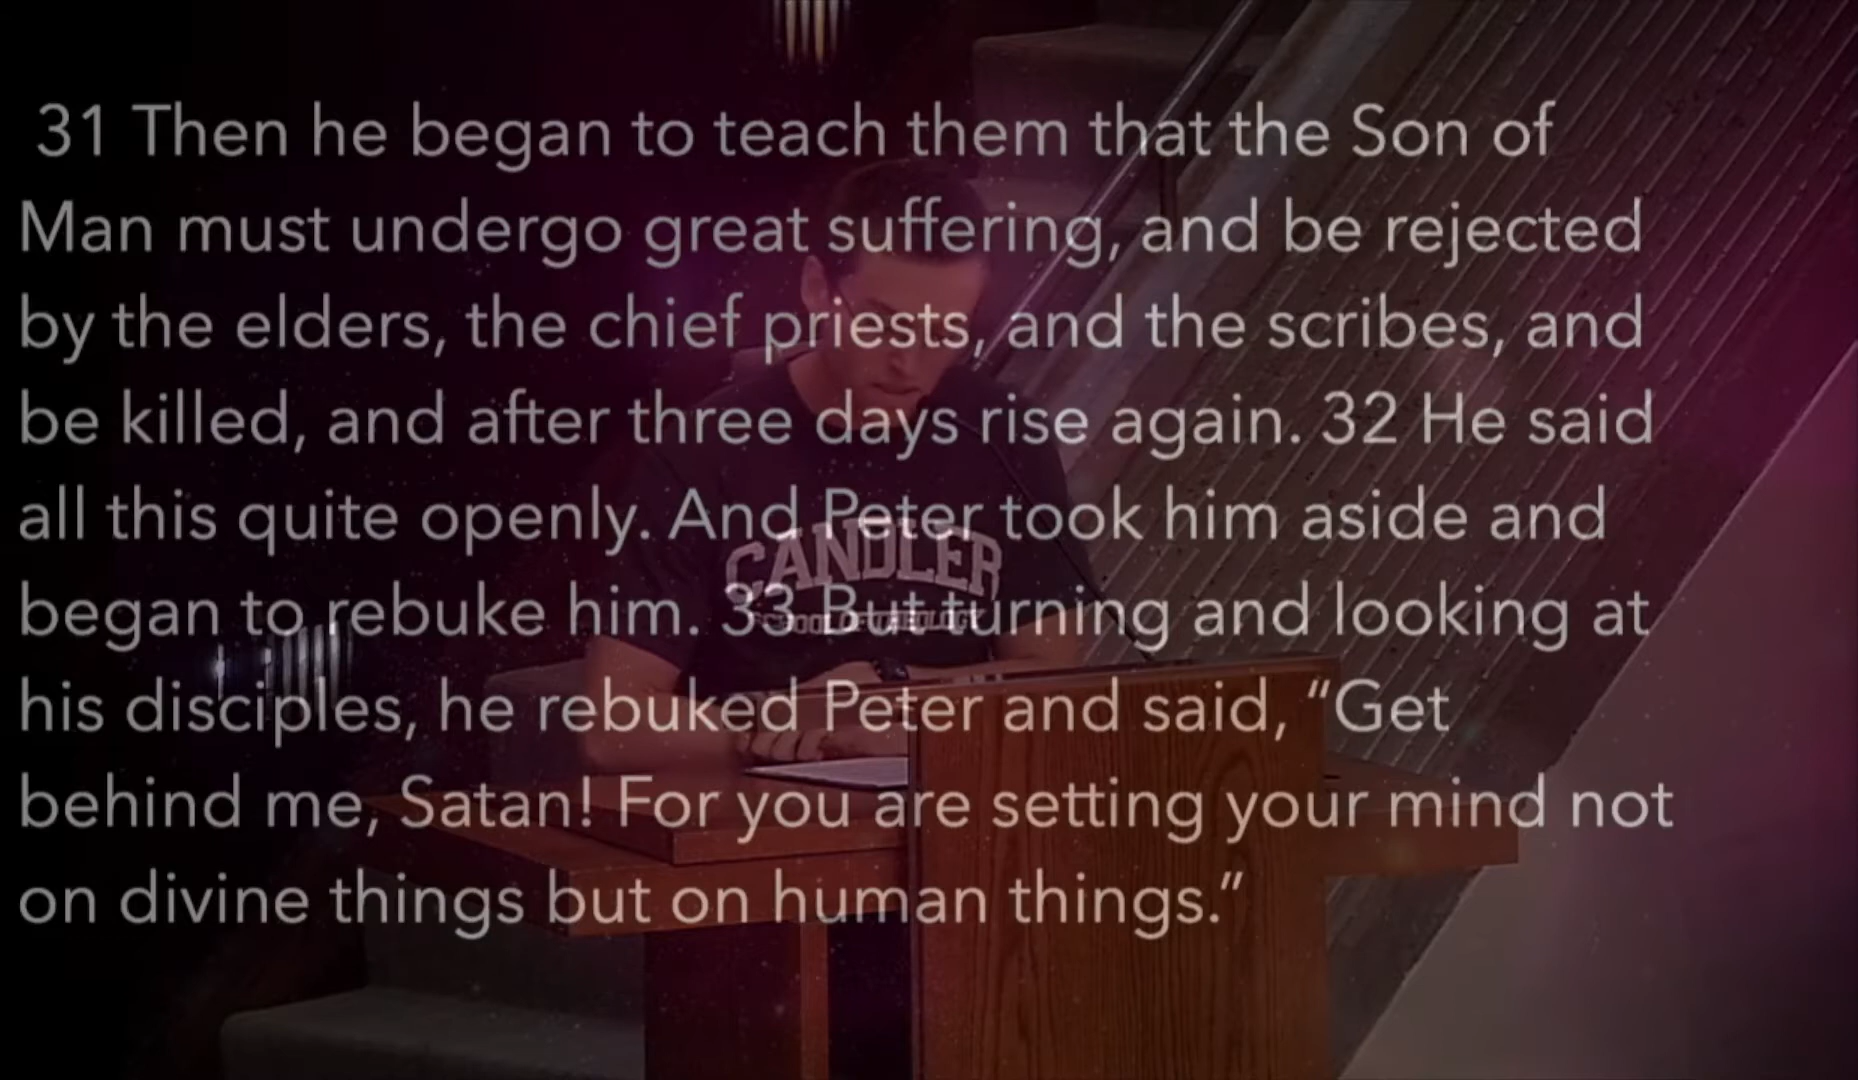 31 Then he began to teach them that the Son of
Man must undergo great suffering, and be rejected
by the elders, the chief priests, and the scribes, and
be killed, and after three days rise again. 32 He said
all this quite openly. And Peter took him aside and
began to rebuke him. 33 But turning and looking at
his disciples, he rebuked Peter and said, “Get
behind me, Satan! For you are setting your mind not
on divine things but on human things.”
CANDLER
SCHOOL OF THEOLOGY